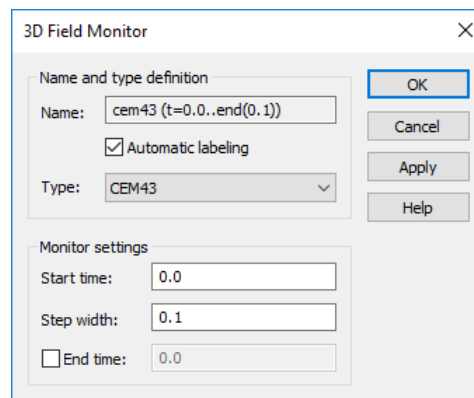 3D Field Monitor
Name and type definition
Name: cem43 (t=0.0..end(0.1))
Automatic labeling
Type: CEM43
OK
Cancel
Apply
Help
Monitor settings
Start time: 0.0
Step width: 0.1
End time: 0.0